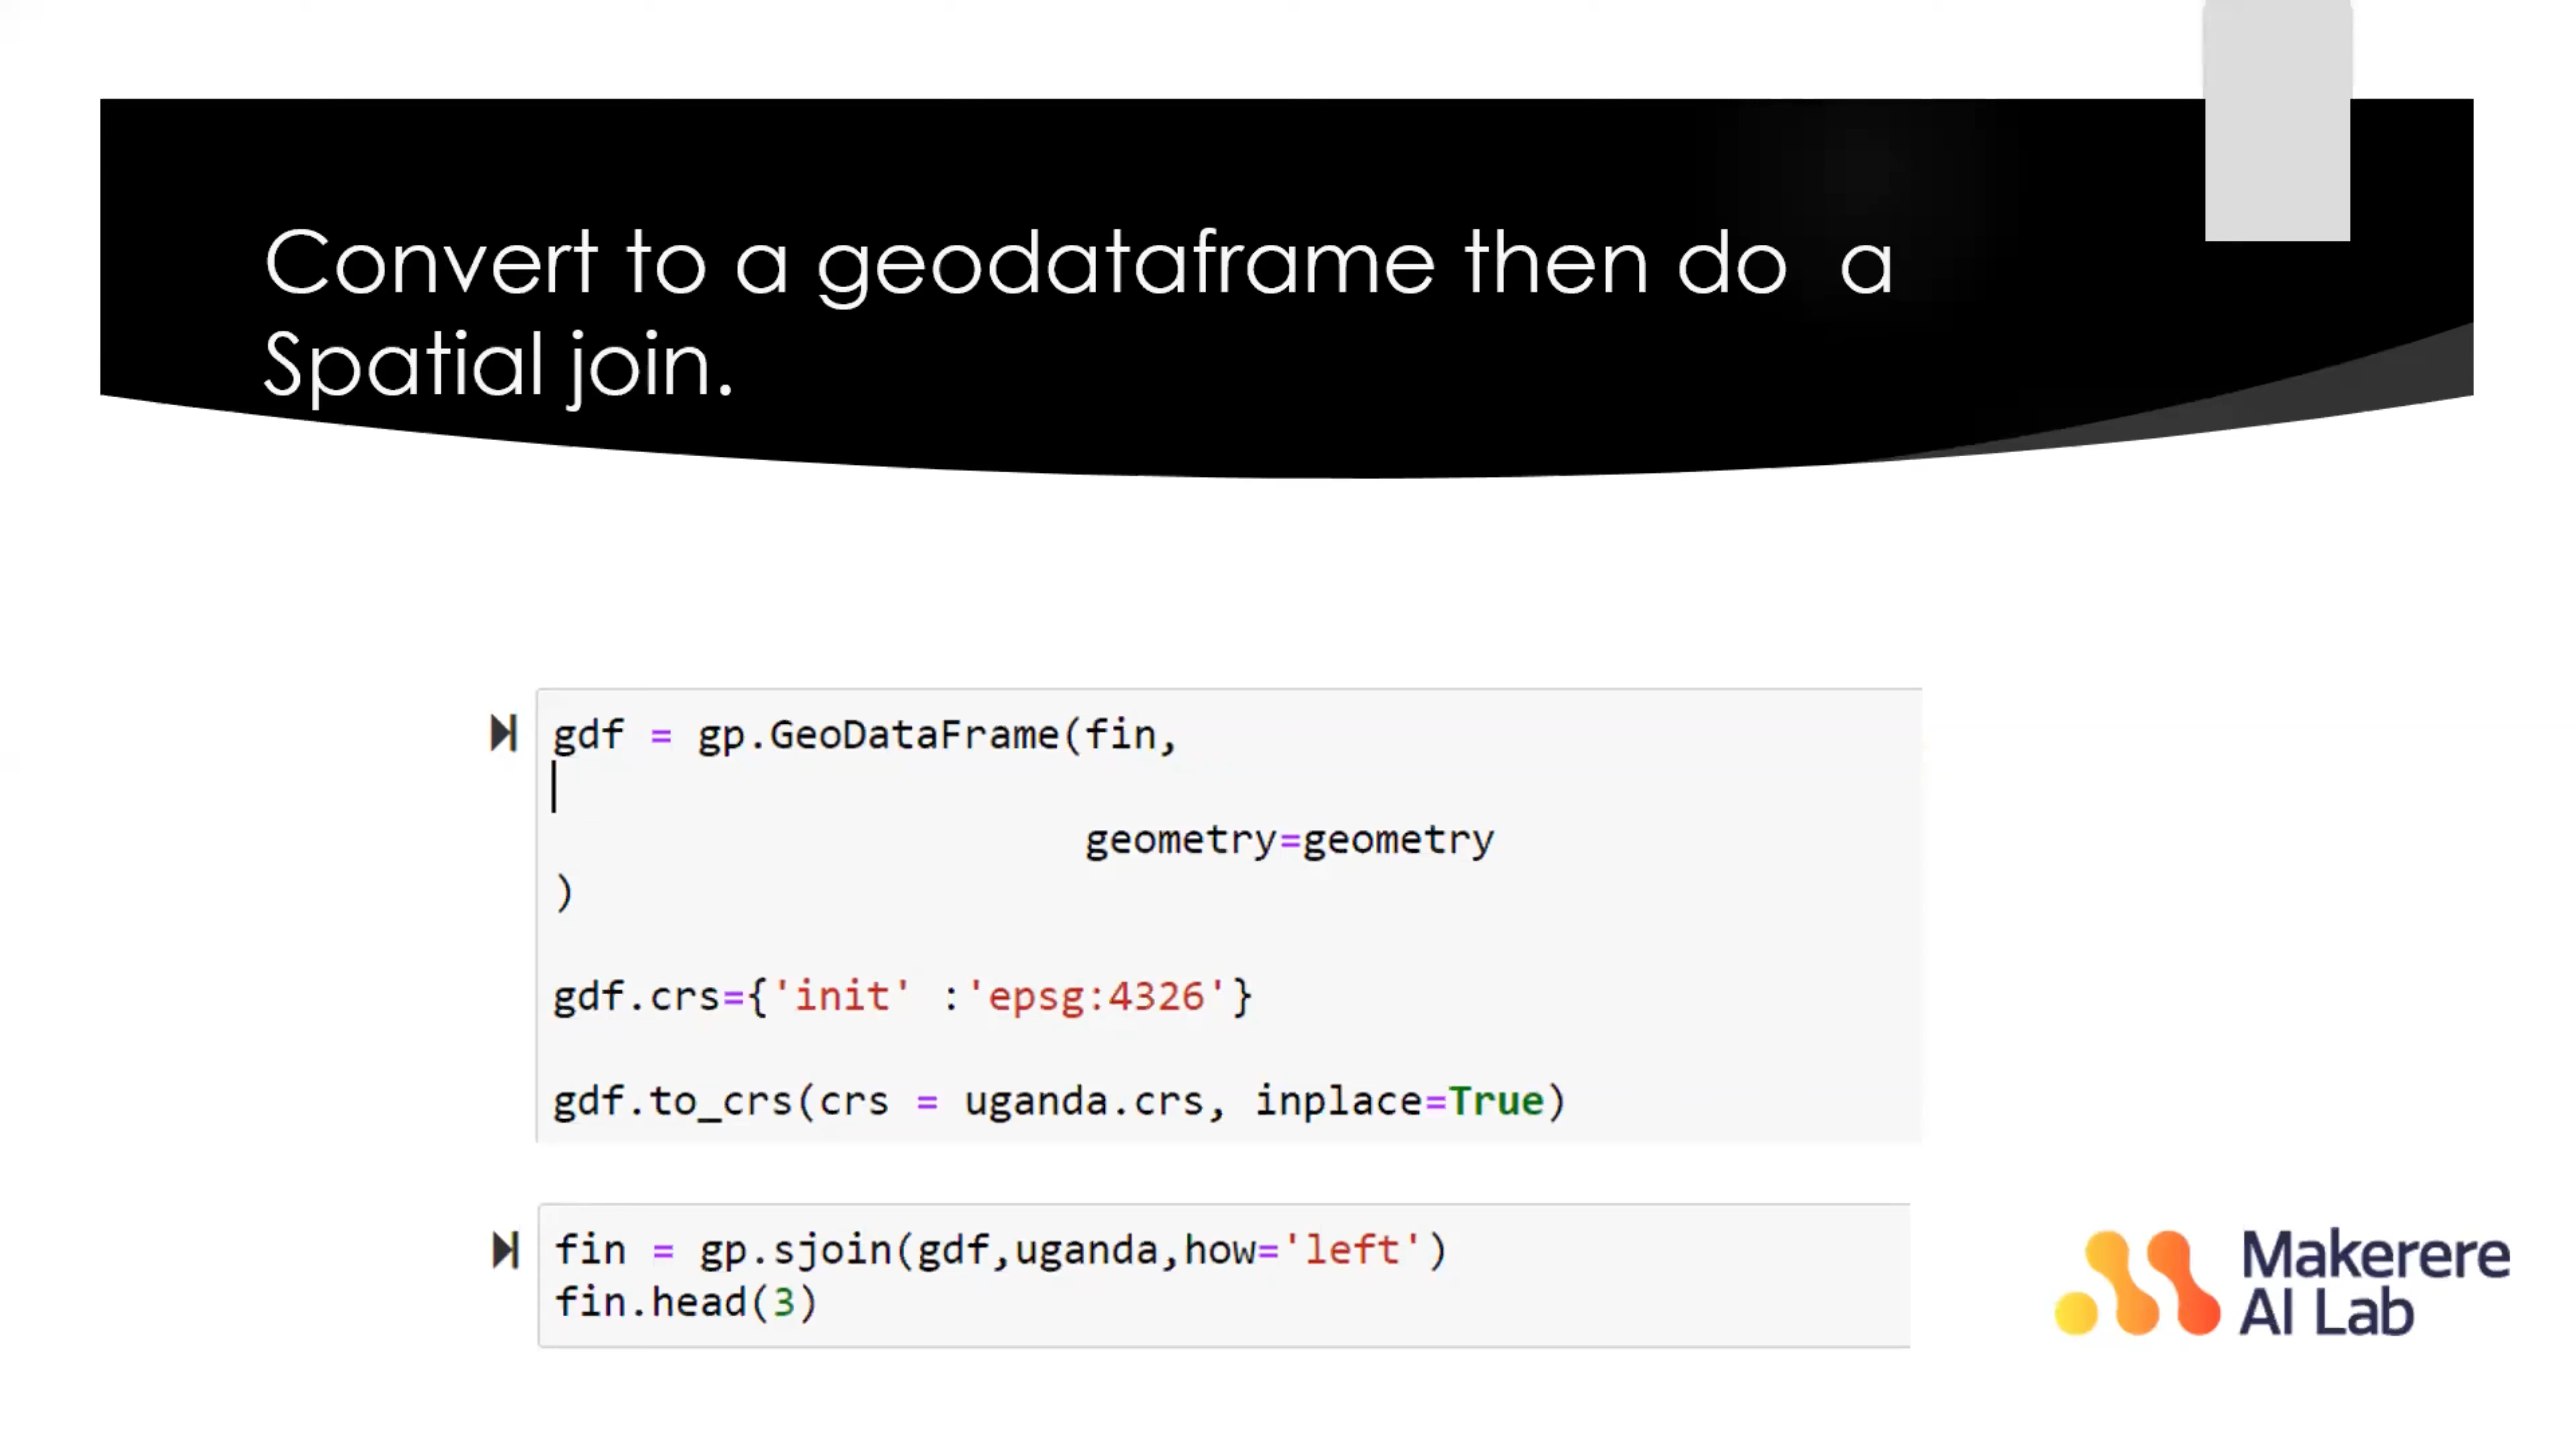 Convert to a geodataframe then do  a
Spatial join.
gdf = gp.GeoDataFrame(fin,
geometry=geometry
)
gdf.crs={'init' :'epsg:4326'}
gdf.to_crs(crs = uganda.crs, inplace=True)
fin = gp.sjoin(gdf,uganda,how='left')
fin.head(3)
Makerere
AI Lab